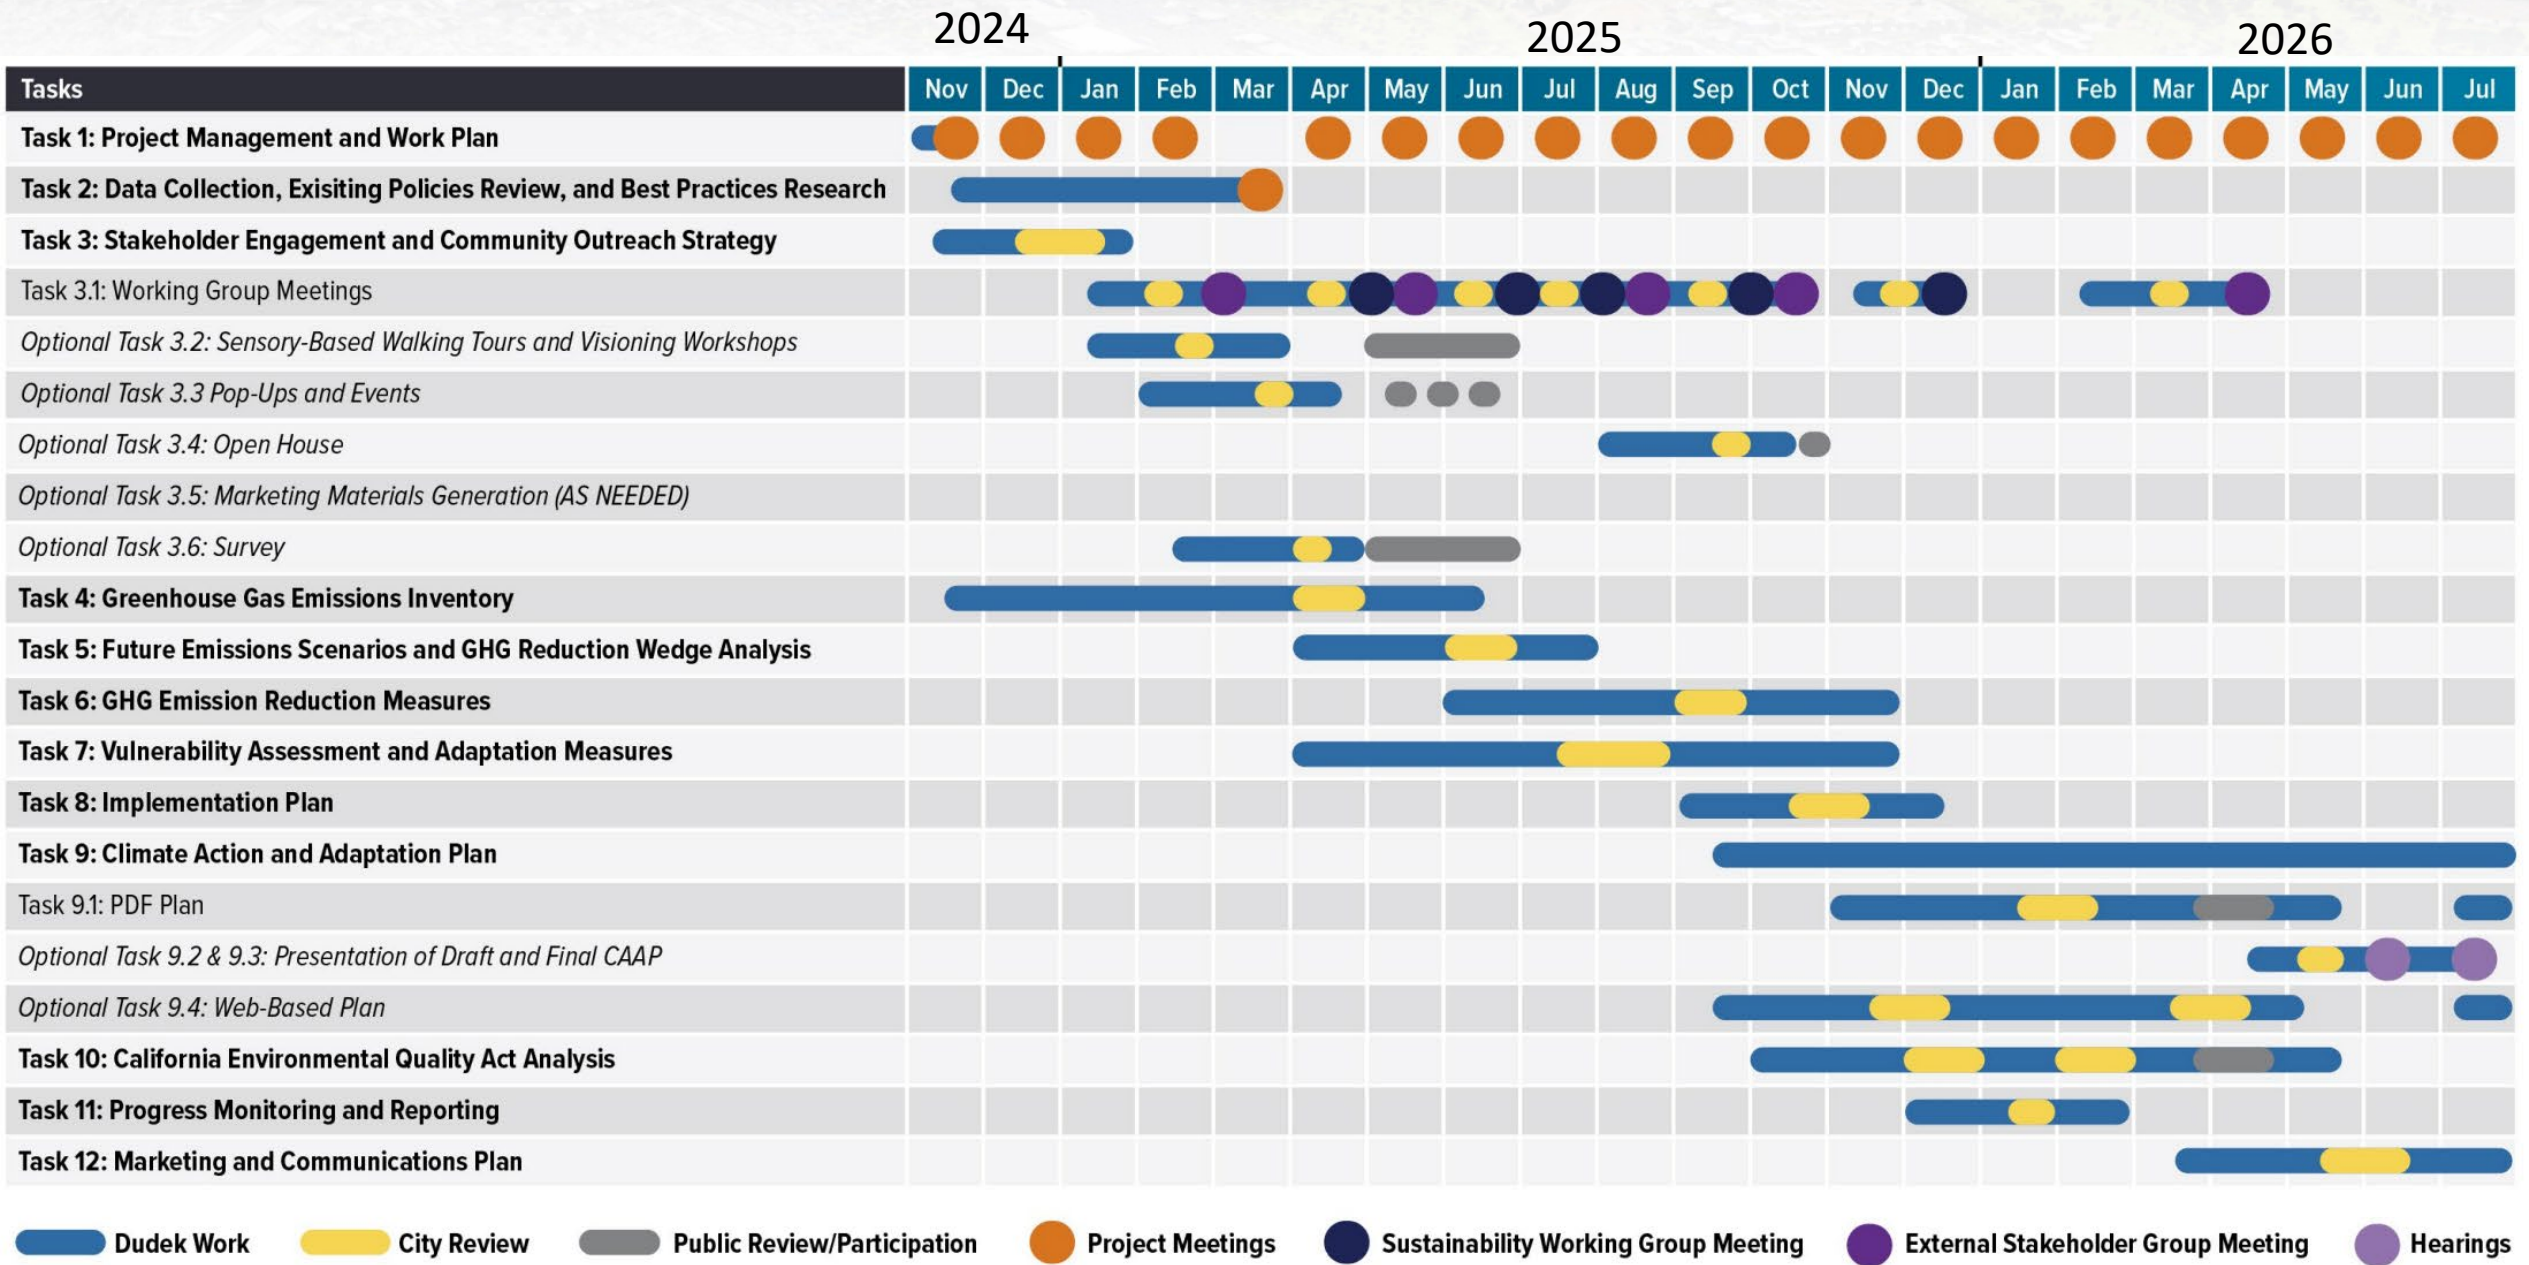 2024
2025
2026
Tasks Nov Dec Jan Feb Mar Apr May Jun Jul Aug Sep Oct Nov Dec Jan Feb Mar Apr May Jun Jul
Task 1: Project Management and Work Plan
Task 2: Data Collection, Exisiting Policies Review, and Best Practices Research
Task 3: Stakeholder Engagement and Community Outreach Strategy
Task 3.1: Working Group Meetings
Optional Task 3.2: Sensory-Based Walking Tours and Visioning Workshops
Optional Task 3.3 Pop-Ups and Events
Optional Task 3.4: Open House
Optional Task 3.5: Marketing Materials Generation (AS NEEDED)
Optional Task 3.6: Survey
Task 4: Greenhouse Gas Emissions Inventory
Task 5: Future Emissions Scenarios and GHG Reduction Wedge Analysis
Task 6: GHG Emission Reduction Measures
Task 7: Vulnerability Assessment and Adaptation Measures
Task 8: Implementation Plan
Task 9: Climate Action and Adaptation Plan
Task 9.1: PDF Plan
Optional Task 9.2 & 9.3: Presentation of Draft and Final CAAP
Optional Task 9.4: Web-Based Plan
Task 10: California Environmental Quality Act Analysis
Task 11: Progress Monitoring and Reporting
Task 12: Marketing and Communications Plan
Dudek Work City Review Public Review/Participation Project Meetings Sustainability Working Group Meeting External Stakeholder Group Meeting Hearings